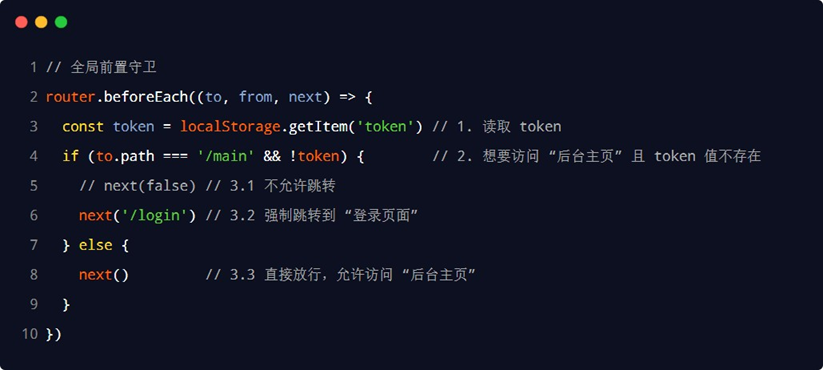 1 // 全局前置守卫
2 router.beforeEach((to, from, next) => {
3   const token = localStorage.getItem('token') // 1. 读取 token
4   if (to.path === '/main' && !token) {        // 2. 想要访问 “后台主页” 且 token 值不存在
5     // next(false) // 3.1 不允许跳转
6     next('/login') // 3.2 强制跳转到 “登录页面”
7   } else {
8     next()         // 3.3 直接放行，允许访问 “后台主页”
9   }
10 })